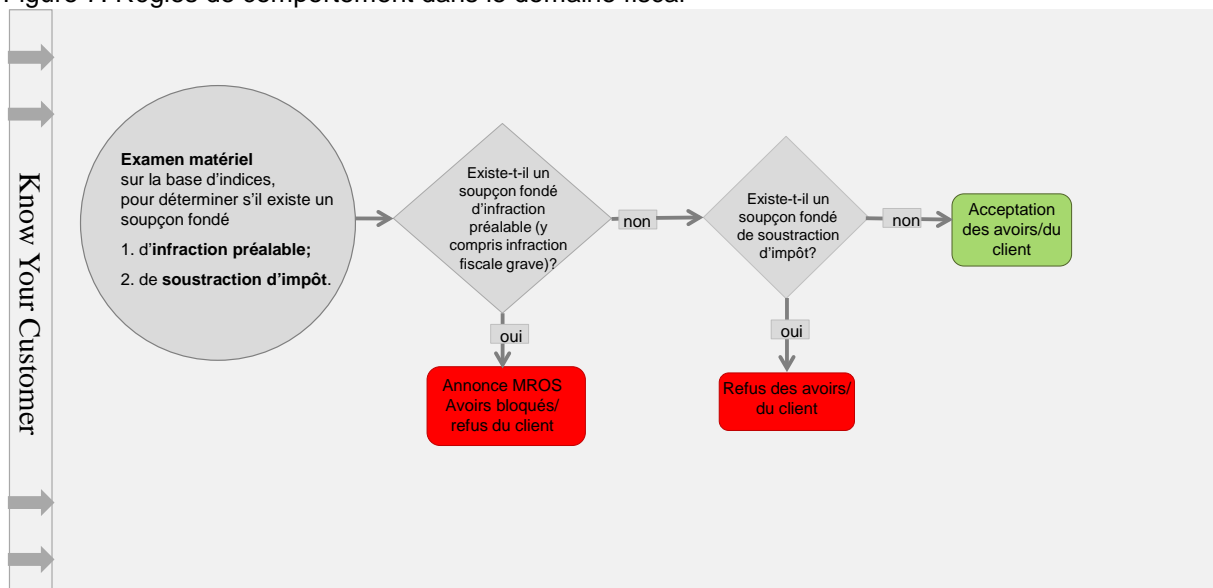 Figure 7: Règles de comportement dans le domaine fiscal
Know Your Customer
Examen matériel
sur la base d'indices,
pour déterminer s'il existe un
soupçon fondé
1. d'infraction préalable;
2. de soustraction d'impôt.
Existe-t-il un
soupçon fondé
d'infraction
préalable (y
compris infraction
fiscale grave)?
non
Existe-t-il un
soupçon fondé
de soustraction
d'impôt?
non
Acceptation
des avoirs/du
client
oui
Annonce MROS
Avoirs bloqués/
refus du client
oui
Refus des avoirs/
du client